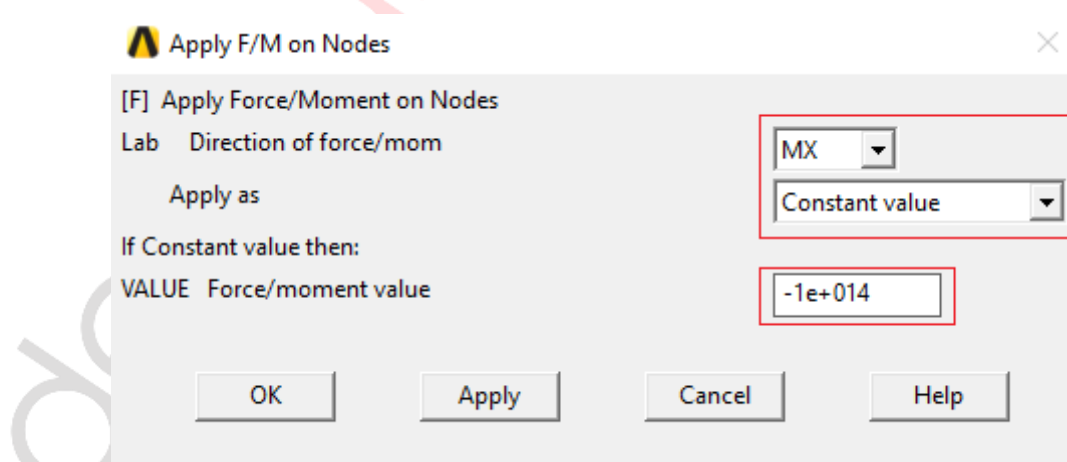 Apply F/M on Nodes
[F] Apply Force/Moment on Nodes
Lab Direction of force/mom MX
Apply as Constant value
If Constant value then:
VALUE Force/moment value -1e+014
OK Apply Cancel Help